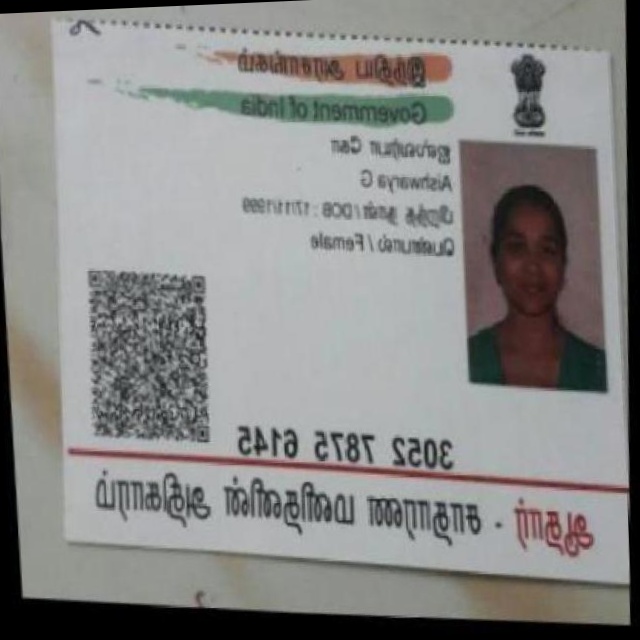 இந்திய அரசாங்கம்
Government of India
ஐஸ்வர்யா கோ
Aishwarya G
பிறந்த நாள் / DOB : 17/11/1999
பெண்பால் / Female
3052 7875 6145
ஆதார் - சாதாரண மனிதனின் அதிகாரம்